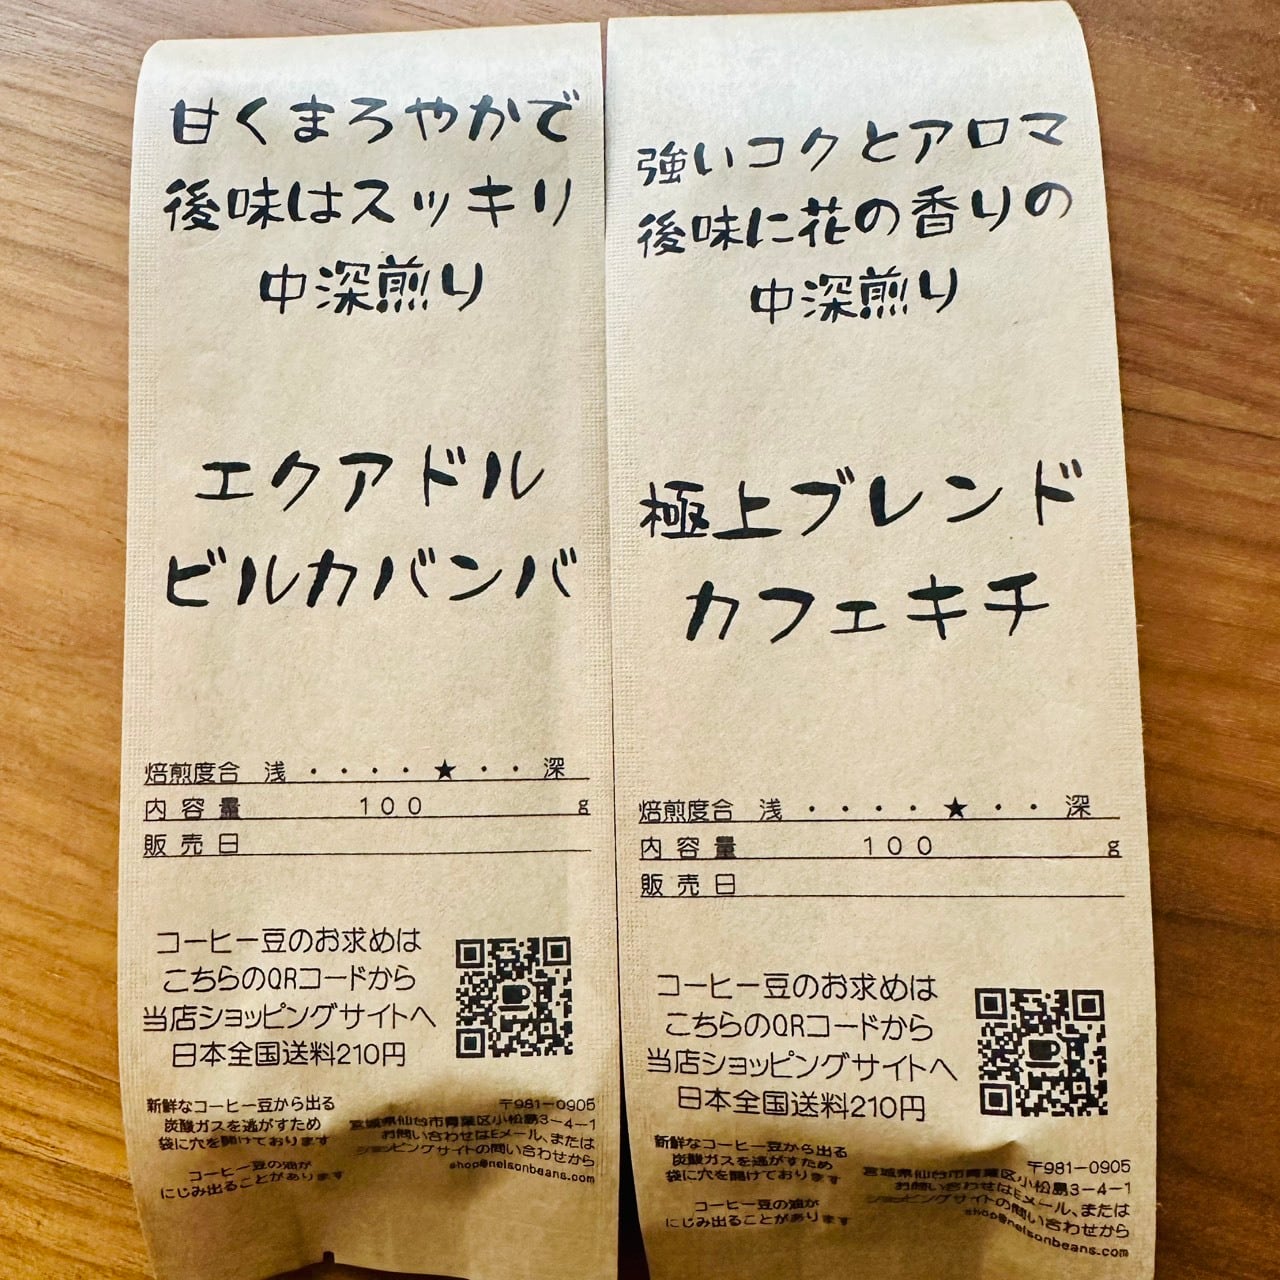 甘くまろやかで
後味はスッキリ
中深煎り
エクアドル
ビルカバンバ
焙煎度合 浅 ・・・・★・・ 深
内容量 100 g
販売日
コーヒー豆のお求めは
こちらのQRコードから
当店ショッピングサイトへ
日本全国送料210円
新鮮なコーヒー豆から出る
炭酸ガスを逃がすため
袋に穴を開けております
コーヒー豆の油が
にじみ出ることがあります
〒981-0905
宮城県仙台市青葉区小松島3-4-1
お問い合わせはEメール、または
ショッピングサイトの問い合わせから
shop@nelsonbeans.com
強いコクとアロマ
後味に花の香りの
中深煎り
極上ブレンド
カフェキチ
焙煎度合 浅 ・・・・★・・ 深
内容量 100 g
販売日
コーヒー豆のお求めは
こちらのQRコードから
当店ショッピングサイトへ
日本全国送料210円
新鮮なコーヒー豆から出る
炭酸ガスを逃がすため
袋に穴を開けております
コーヒー豆の油が
にじみ出ることがあります
〒981-0905
宮城県仙台市青葉区小松島3-4-1
お問い合わせはEメール、または
ショッピングサイトの問い合わせから
shop@nelsonbeans.com